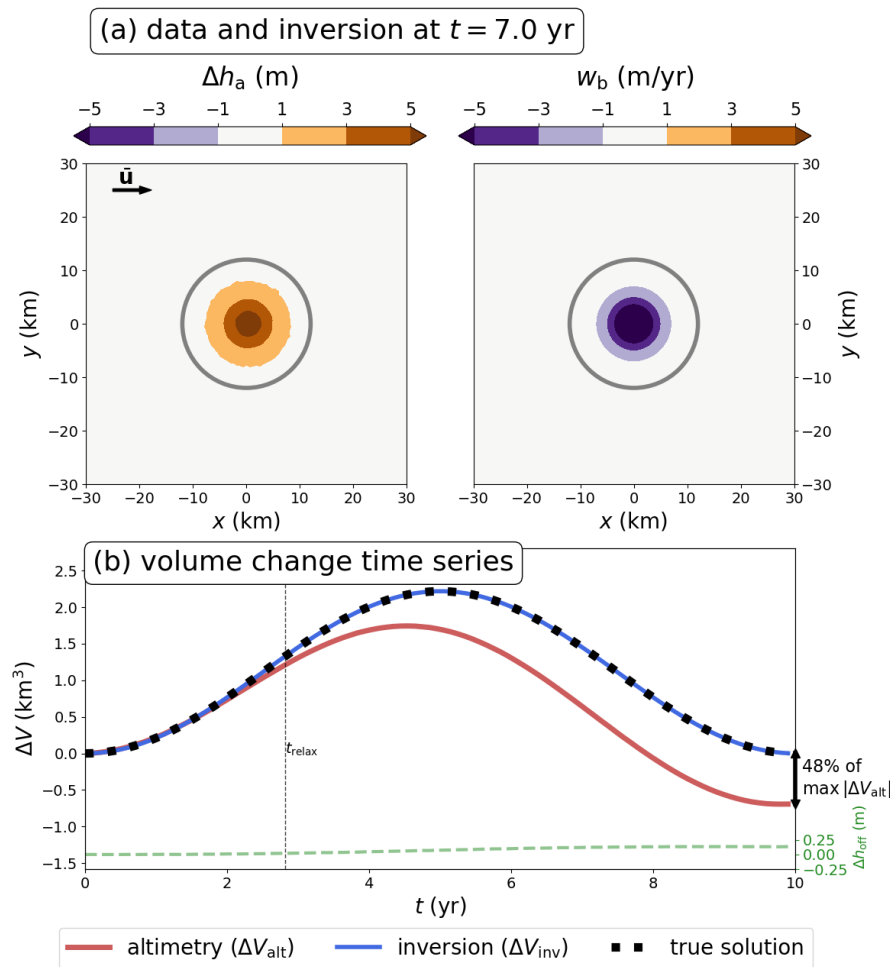 (a) data and inversion at t = 7.0 yr
Δhₐ (m)
−5 −3 −1 1 3 5
w_b (m/yr)
−5 −3 −1 1 3 5
ū
30
20
10
0
−10
−20
−30
y (km)
−30 −20 −10 0 10 20 30
x (km)
30
20
10
0
−10
−20
−30
y (km)
−30 −20 −10 0 10 20 30
x (km)
(b) volume change time series
2.5
2.0
1.5
1.0
0.5
0.0
−0.5
−1.0
−1.5
ΔV (km³)
t_relax
48% of
max |ΔV_alt|
0.25
0.00
−0.25
Δh_off (m)
0 2 4 6 8 10
t (yr)
altimetry (ΔV_alt) inversion (ΔV_inv) true solution